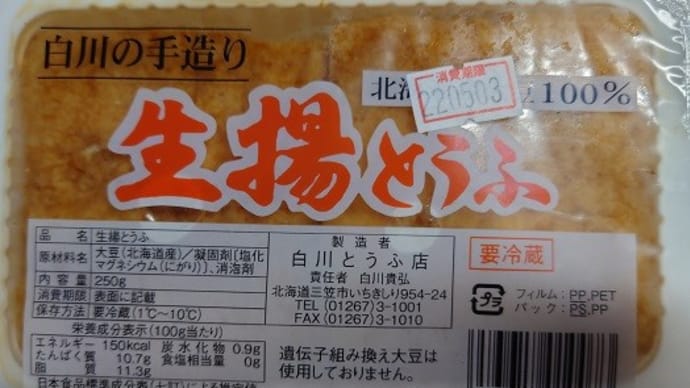 白川の手造り
消費期限
220503
北海 100%
生揚とうふ
品名 生揚とうふ
原材料名 大豆(北海道産)/凝固剤〔塩化
マグネシウム(にがり)〕、消泡剤
内容量 250g
消費期限 表面に記載
保存方法 要冷蔵(1℃~10℃)
栄養成分表示(100g当たり)
エネルギー 150kcal 炭水化物 0.9g
たんぱく質 10.7g 食塩相当量 0g
脂質 11.3g
製造者
白川とうふ店
責任者 白川貴弘
北海道三笠市いちきしり954-24
TEL (01267)3-1001
FAX (01267)3-1010
遺伝子組み換え大豆は
使用しておりません。
要冷蔵
プラ
フィルム:PP,PET
パック:PS,PP